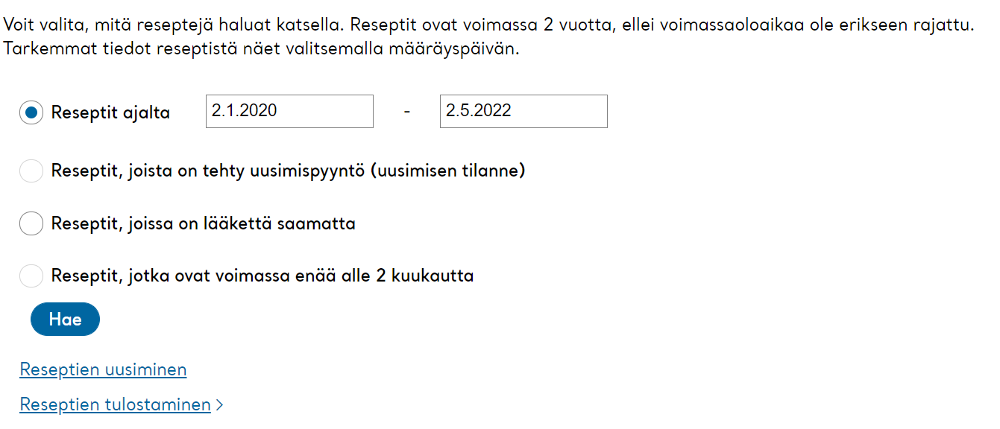 Voit valita, mitä reseptejä haluat katsella. Reseptit ovat voimassa 2 vuotta, ellei voimassaoloaikaa ole erikseen rajattu.
Tarkemmat tiedot reseptistä näet valitsemalla määräyspäivän.
Reseptit ajalta 2.1.2020 - 2.5.2022
Reseptit, joista on tehty uusimispyyntö (uusimisen tilanne)
Reseptit, joissa on lääkettä saamatta
Reseptit, jotka ovat voimassa enää alle 2 kuukautta
Hae
Reseptien uusiminen
Reseptien tulostaminen >